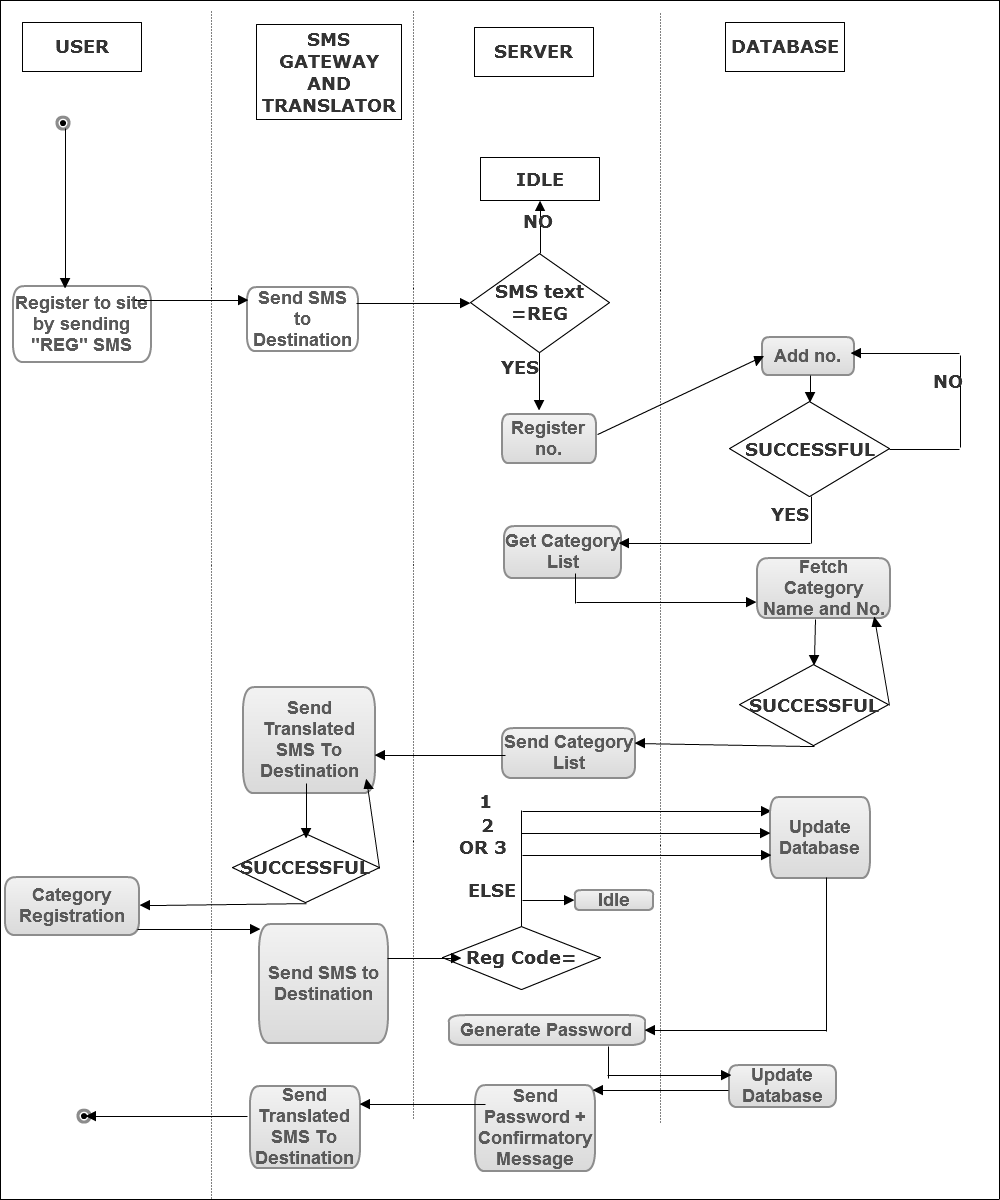 USER
SMS
GATEWAY
AND
TRANSLATOR
SERVER
DATABASE
IDLE
NO
SMS text
=REG
YES
Register to site
by sending
"REG" SMS
Send SMS
to
Destination
Register
no.
Add no.
NO
SUCCESSFUL
YES
Get Category
List
Fetch
Category
Name and No.
SUCCESSFUL
Send Category
List
Send
Translated
SMS To
Destination
SUCCESSFUL
Category
Registration
Send SMS to
Destination
1
2
OR 3
ELSE
Idle
Reg Code=
Update
Database
Generate Password
Update
Database
Send
Password +
Confirmatory
Message
Send
Translated
SMS To
Destination